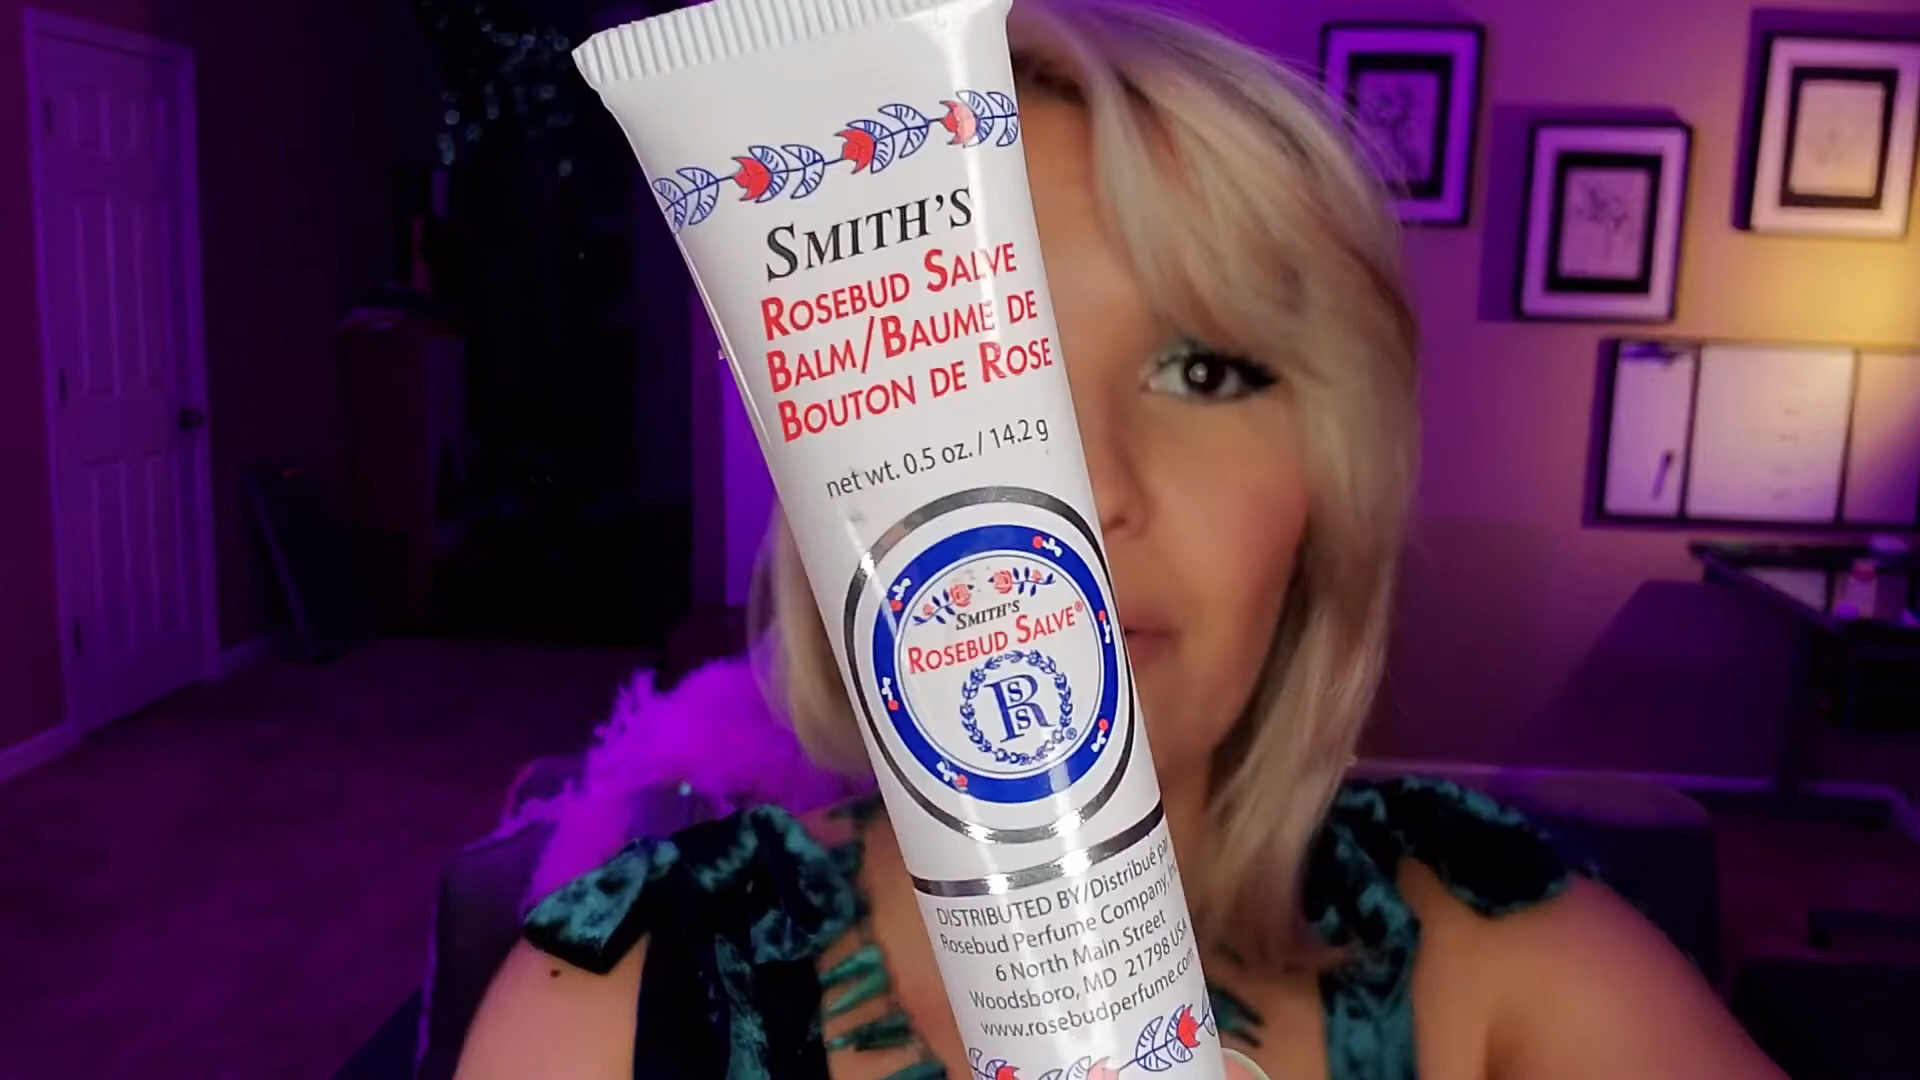 SMITH'S
ROSEBUD SALVE
BALM/BAUME DE
BOUTON DE ROSE
net wt. 0.5 oz. / 14.2 g
SMITH'S
ROSEBUD SALVE®
R
S
S
®
DISTRIBUTED BY/Distribué par
Rosebud Perfume Company,
6 North Main Street
Woodsboro, MD 21798 USA
www.rosebudperfume.com